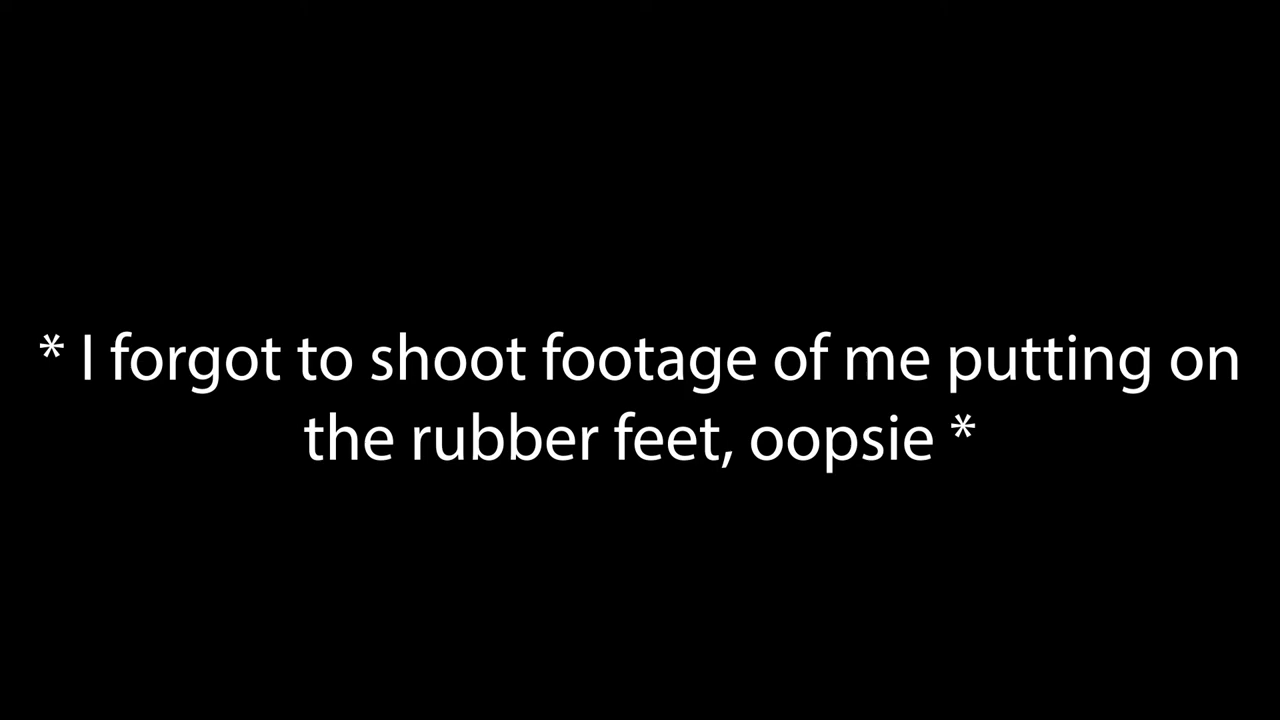 * I forgot to shoot footage of me putting on
the rubber feet, oopsie *